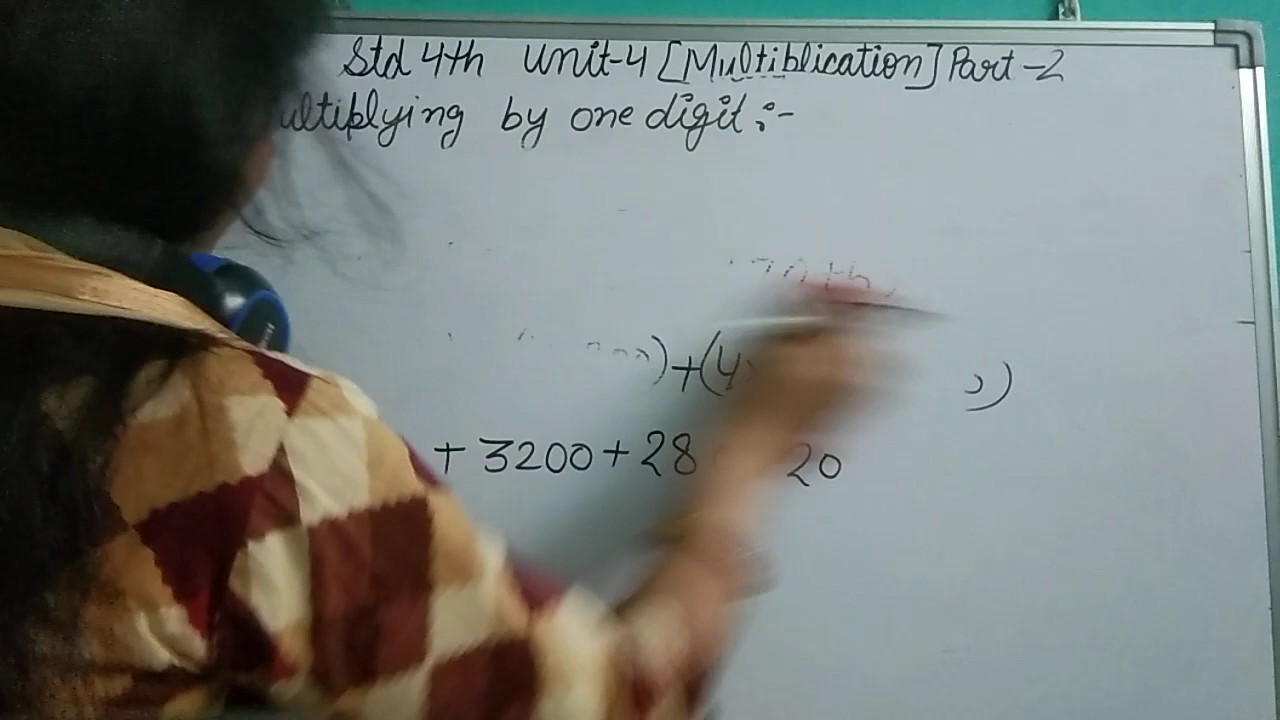 Std 4th Unit-4 [Multiblication] Part-2
ultiplying by one digit :-
)+(4
)
+ 3200 + 28
20